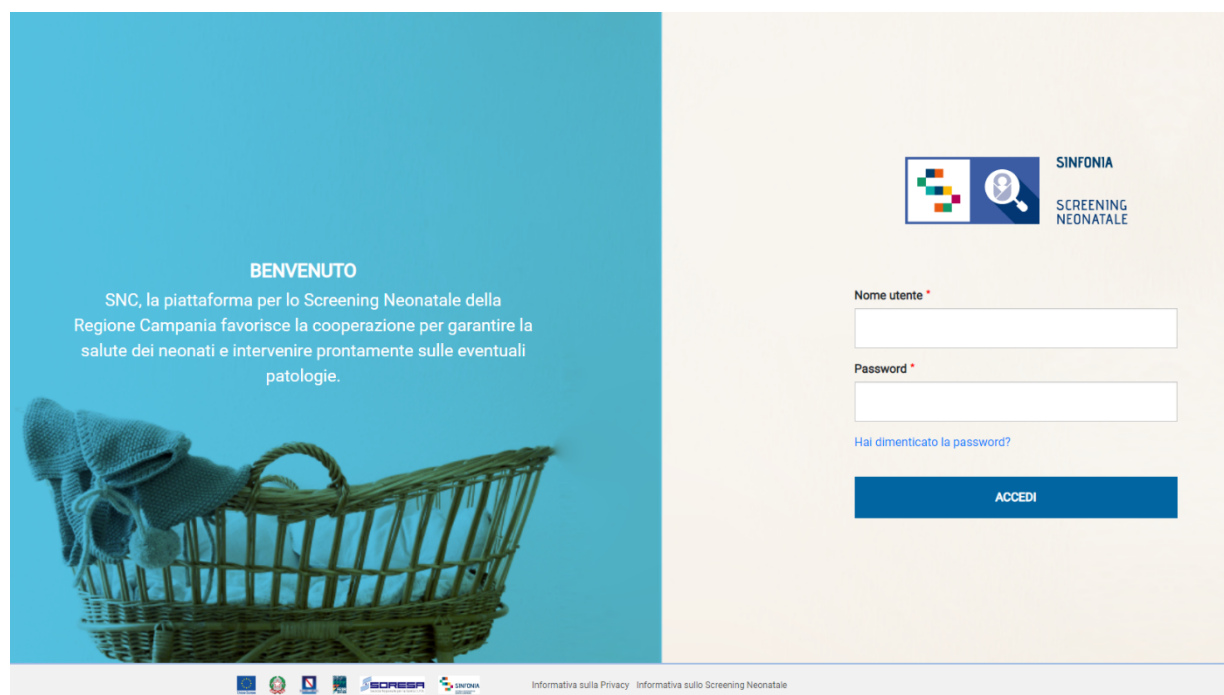 BENVENUTO
SNC, la piattaforma per lo Screening Neonatale della
Regione Campania favorisce la cooperazione per garantire la
salute dei neonati e intervenire prontamente sulle eventuali
patologie.
SINFONIA
SCREENING
NEONATALE
Nome utente *
Password *
Hai dimenticato la password?
ACCEDI
SORESA
SINFONIA
Informativa sulla Privacy Informativa sullo Screening Neonatale